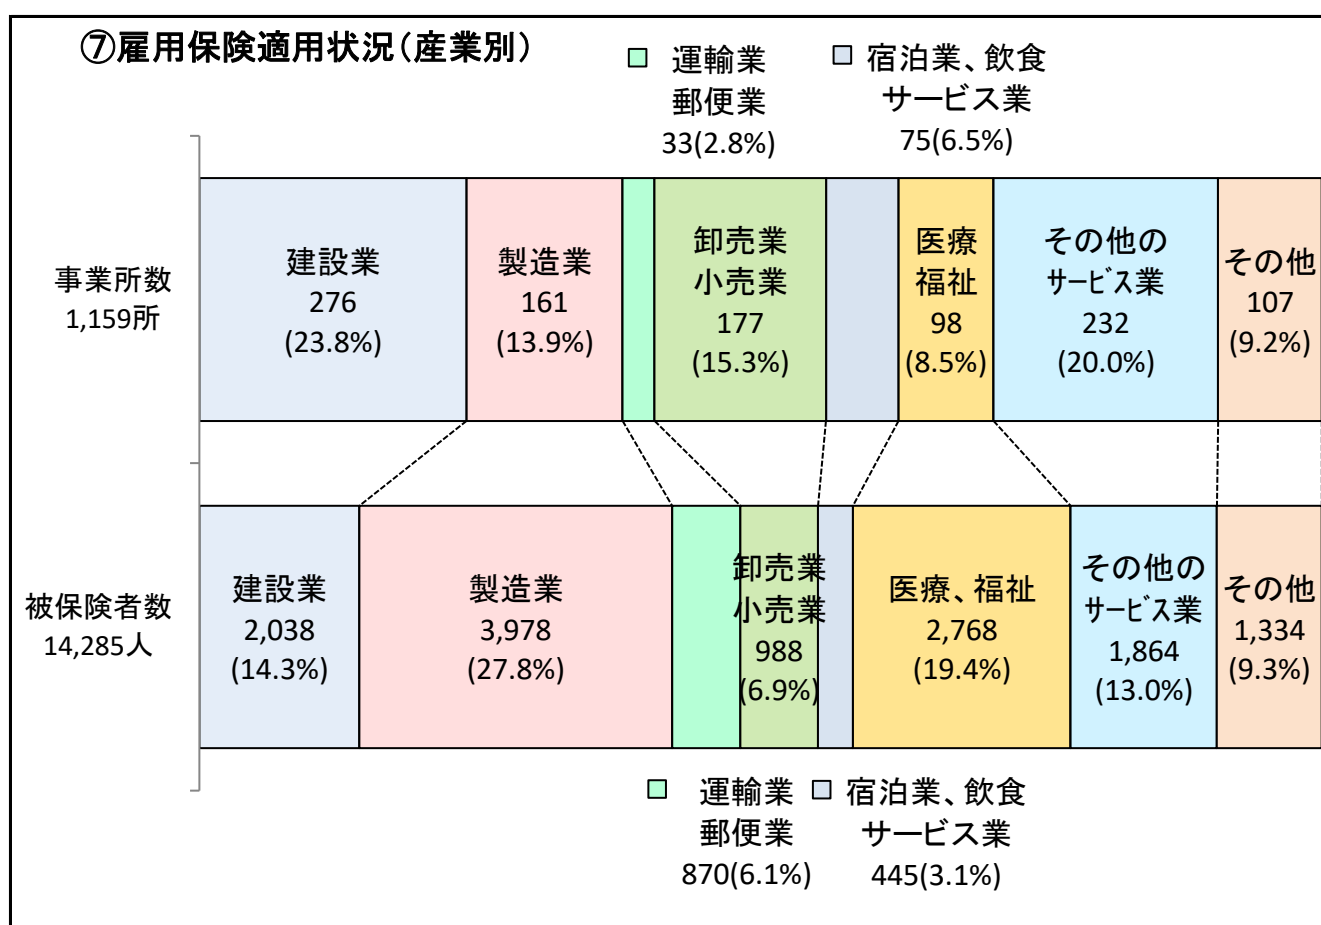 ⑦雇用保険適用状況（産業別）
運輸業
郵便業
33(2.8%)
宿泊業、飲食
サービス業
75(6.5%)
事業所数
1,159所
建設業
276
(23.8%)
製造業
161
(13.9%)
卸売業
小売業
177
(15.3%)
医療
福祉
98
(8.5%)
その他の
ｻｰﾋﾞｽ業
232
(20.0%)
その他
107
(9.2%)
被保険者数
14,285人
建設業
2,038
(14.3%)
製造業
3,978
(27.8%)
卸売業
小売業
988
(6.9%)
医療、福祉
2,768
(19.4%)
その他の
ｻｰﾋﾞｽ業
1,864
(13.0%)
その他
1,334
(9.3%)
運輸業
郵便業
870(6.1%)
宿泊業、飲食
サービス業
445(3.1%)